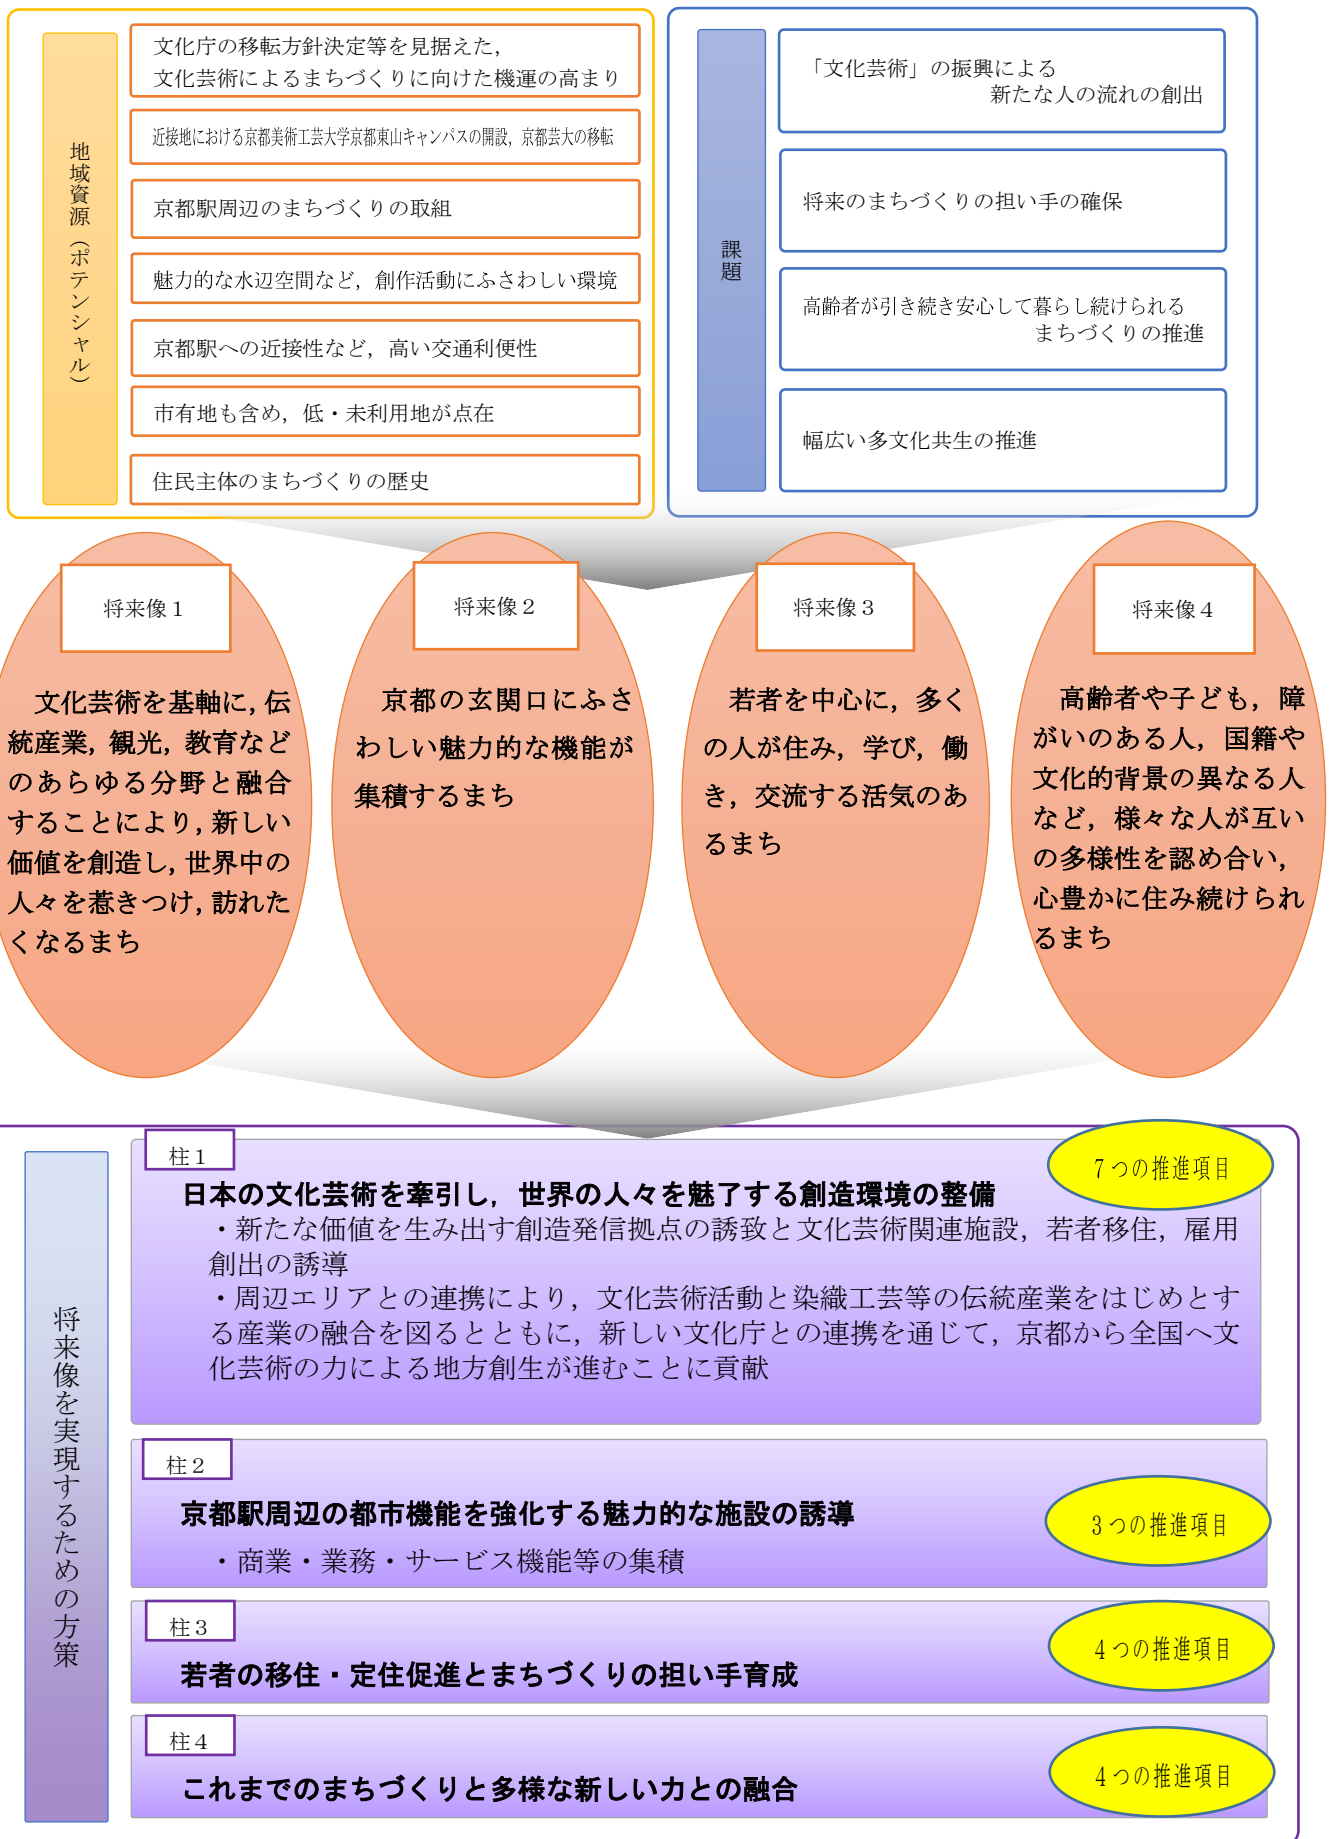 地域資源（ポテンシャル）
文化庁の移転方針決定等を見据えた，
文化芸術によるまちづくりに向けた機運の高まり
近接地における京都美術工芸大学京都東山キャンパスの開設，京都芸大の移転
京都駅周辺のまちづくりの取組
魅力的な水辺空間など，創作活動にふさわしい環境
京都駅への近接性など，高い交通利便性
市有地も含め，低・未利用地が点在
住民主体のまちづくりの歴史
課題
「文化芸術」の振興による
新たな人の流れの創出
将来のまちづくりの担い手の確保
高齢者が引き続き安心して暮らし続けられる
まちづくりの推進
幅広い多文化共生の推進
将来像１
文化芸術を基軸に，伝
統産業，観光，教育など
のあらゆる分野と融合
することにより，新しい
価値を創造し，世界中の
人々を惹きつけ，訪れた
くなるまち
将来像２
京都の玄関口にふさ
わしい魅力的な機能が
集積するまち
将来像３
若者を中心に，多く
の人が住み，学び，働
き，交流する活気のあ
るまち
将来像４
高齢者や子ども，障
がいのある人，国籍や
文化的背景の異なる人
など，様々な人が互い
の多様性を認め合い，
心豊かに住み続けられ
るまち
将来像を実現するための方策
柱１
７つの推進項目
日本の文化芸術を牽引し，世界の人々を魅了する創造環境の整備
・新たな価値を生み出す創造発信拠点の誘致と文化芸術関連施設，若者移住，雇用
創出の誘導
・周辺エリアとの連携により，文化芸術活動と染織工芸等の伝統産業をはじめとす
る産業の融合を図るとともに，新しい文化庁との連携を通じて，京都から全国へ文
化芸術の力による地方創生が進むことに貢献
柱２
京都駅周辺の都市機能を強化する魅力的な施設の誘導
３つの推進項目
・商業・業務・サービス機能等の集積
柱３
４つの推進項目
若者の移住・定住促進とまちづくりの担い手育成
柱４
４つの推進項目
これまでのまちづくりと多様な新しい力との融合